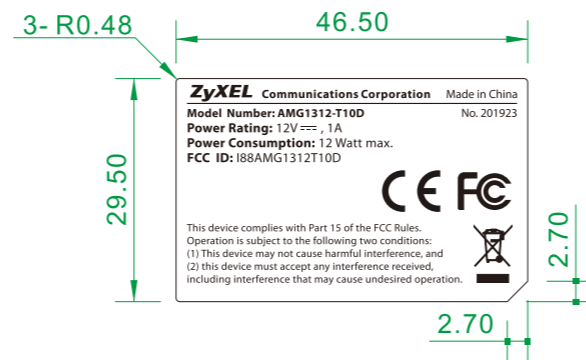 3- R0.48
46.50
ZyXEL Communications Corporation Made in China
Model Number: AMG1312-T10D No. 201923
Power Rating: 12V⎓ , 1A
Power Consumption: 12 Watt max.
FCC ID: I88AMG1312T10D
29.50
CE FC
This device complies with Part 15 of the FCC Rules.
Operation is subject to the following two conditions:
(1) This device may not cause harmful interference, and
(2) this device must accept any interference received,
including interference that may cause undesired operation.
2.70
2.70